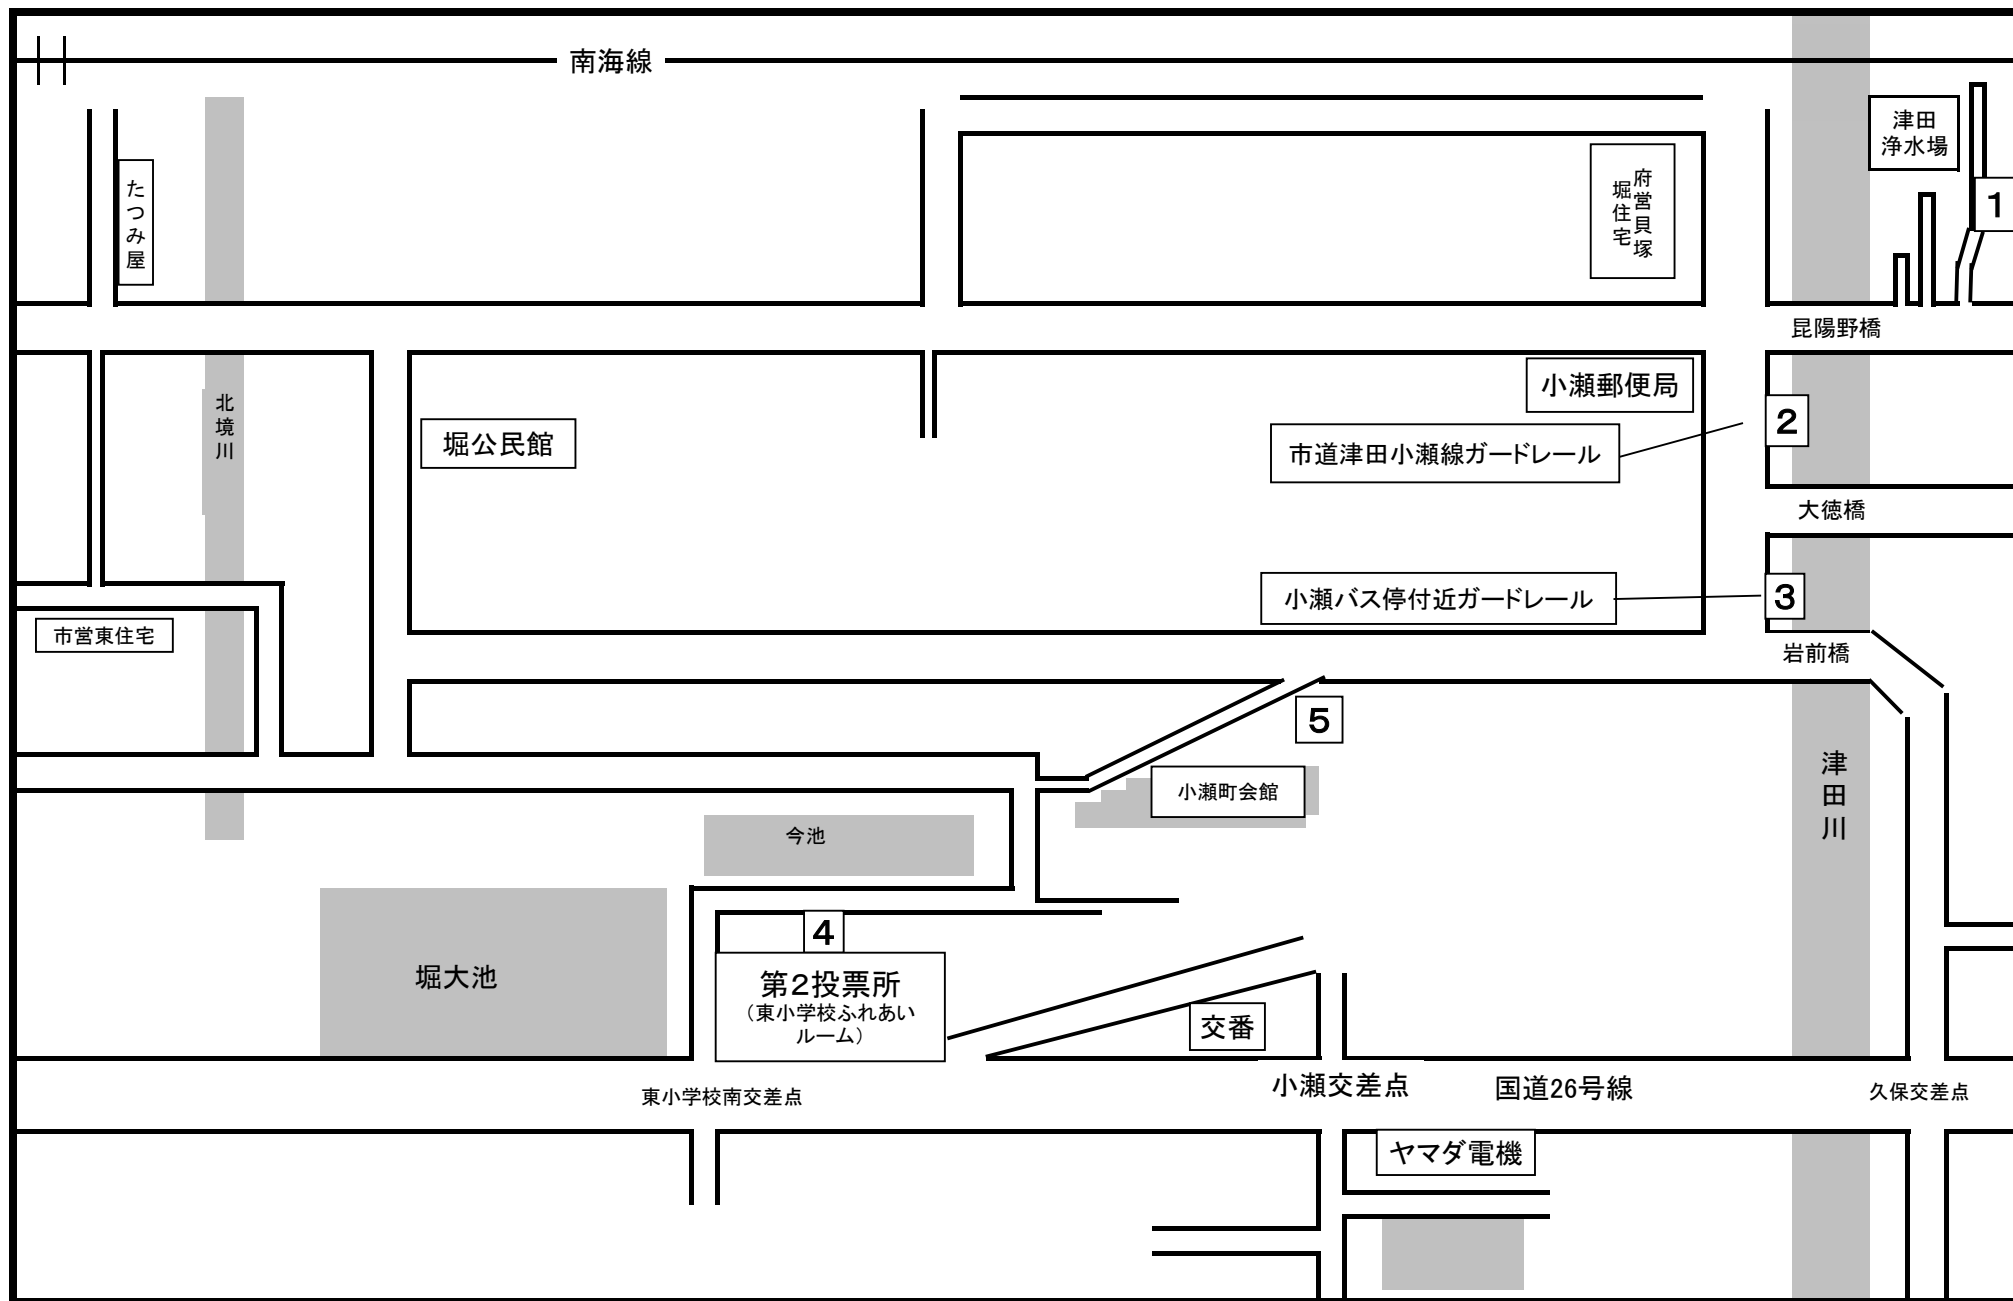 南海線
津田
浄水場
たつみ屋
府営貝塚
堀住宅
1
昆陽野橋
小瀬郵便局
北境川
堀公民館
市道津田小瀬線ガードレール
2
大徳橋
小瀬バス停付近ガードレール
3
市営東住宅
岩前橋
5
津田川
小瀬町会館
今池
4
堀大池
第2投票所
（東小学校ふれあい
ルーム）
交番
東小学校南交差点
小瀬交差点
国道26号線
久保交差点
ヤマダ電機